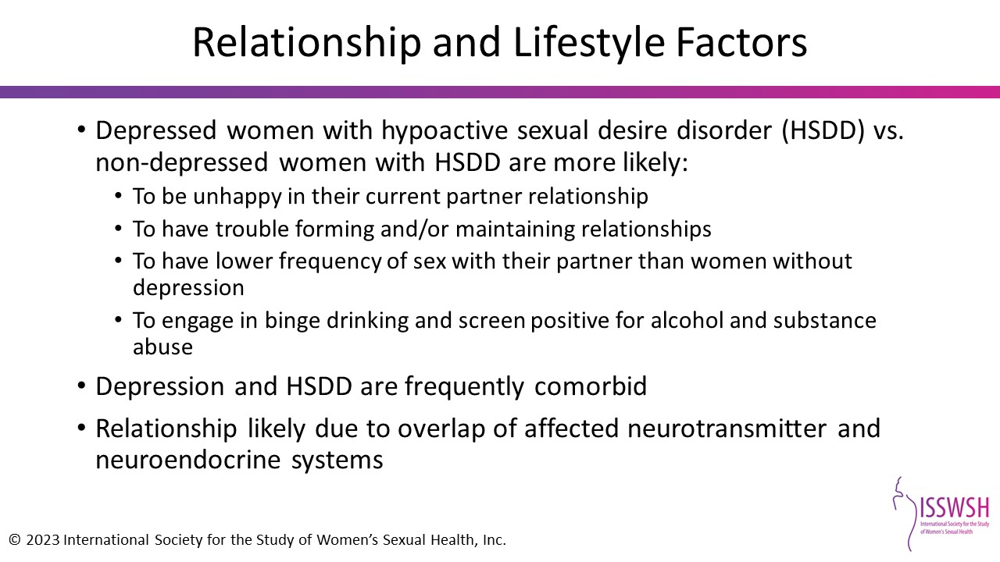 Relationship and Lifestyle Factors
• Depressed women with hypoactive sexual desire disorder (HSDD) vs.
non-depressed women with HSDD are more likely:
• To be unhappy in their current partner relationship
• To have trouble forming and/or maintaining relationships
• To have lower frequency of sex with their partner than women without
depression
• To engage in binge drinking and screen positive for alcohol and substance
abuse
• Depression and HSDD are frequently comorbid
• Relationship likely due to overlap of affected neurotransmitter and
neuroendocrine systems
ISSWSH
International Society for the Study
of Women's Sexual Health
© 2023 International Society for the Study of Women’s Sexual Health, Inc.